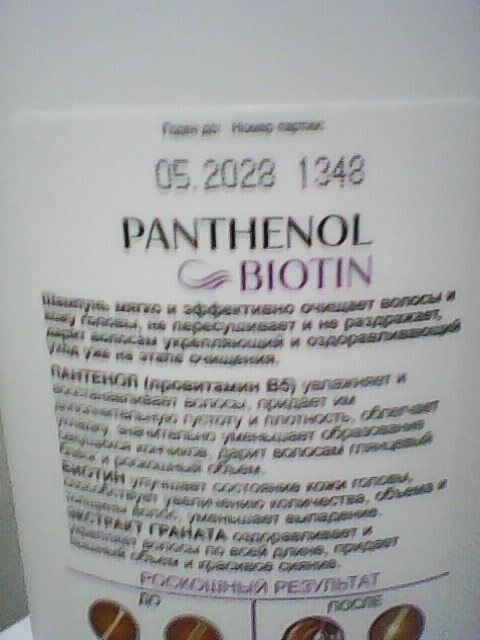 Годен до: Номер партии:
05.2028 1348
PANTHENOL
BIOTIN
Шампунь мягко и эффективно очищает волосы и
кожу головы, не пересушивает и не раздражает,
дарит волосам укрепляющий и оздоравливающий
уход уже на этапе очищения.
ПАНТЕНОЛ (провитамин B5) увлажняет и
восстанавливает волосы, придает им
дополнительную густоту и плотность, облегчает
укладку, значительно уменьшает образование
секущихся кончиков, дарит волосам глянцевый
блеск и роскошный объем.
БИОТИН улучшает состояние кожи головы,
способствует увеличению количества, объема и
толщины волос, уменьшает выпадение.
ЭКСТРАКТ ГРАНАТА оздоравливает и
укрепляет волосы по всей длине, придает
объем и красивое сияние.
РОСКОШНЫЙ РЕЗУЛЬТАТ
ДО ПОСЛЕ